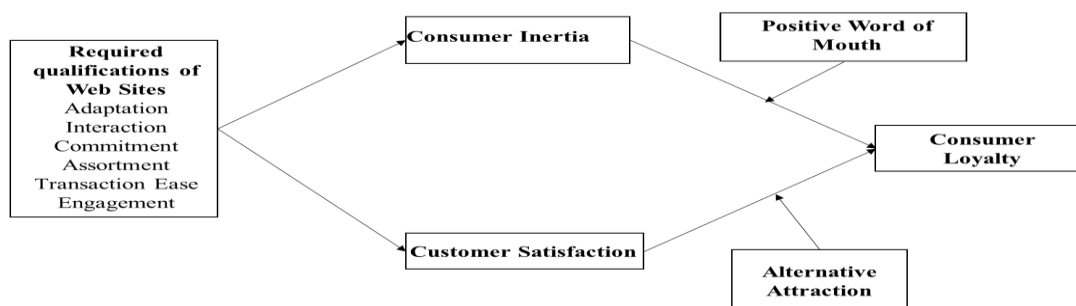 Required
qualifications of
Web Sites
Adaptation
Interaction
Commitment
Assortment
Transaction Ease
Engagement
Consumer Inertia
Positive Word of
Mouth
Consumer
Loyalty
Customer Satisfaction
Alternative
Attraction